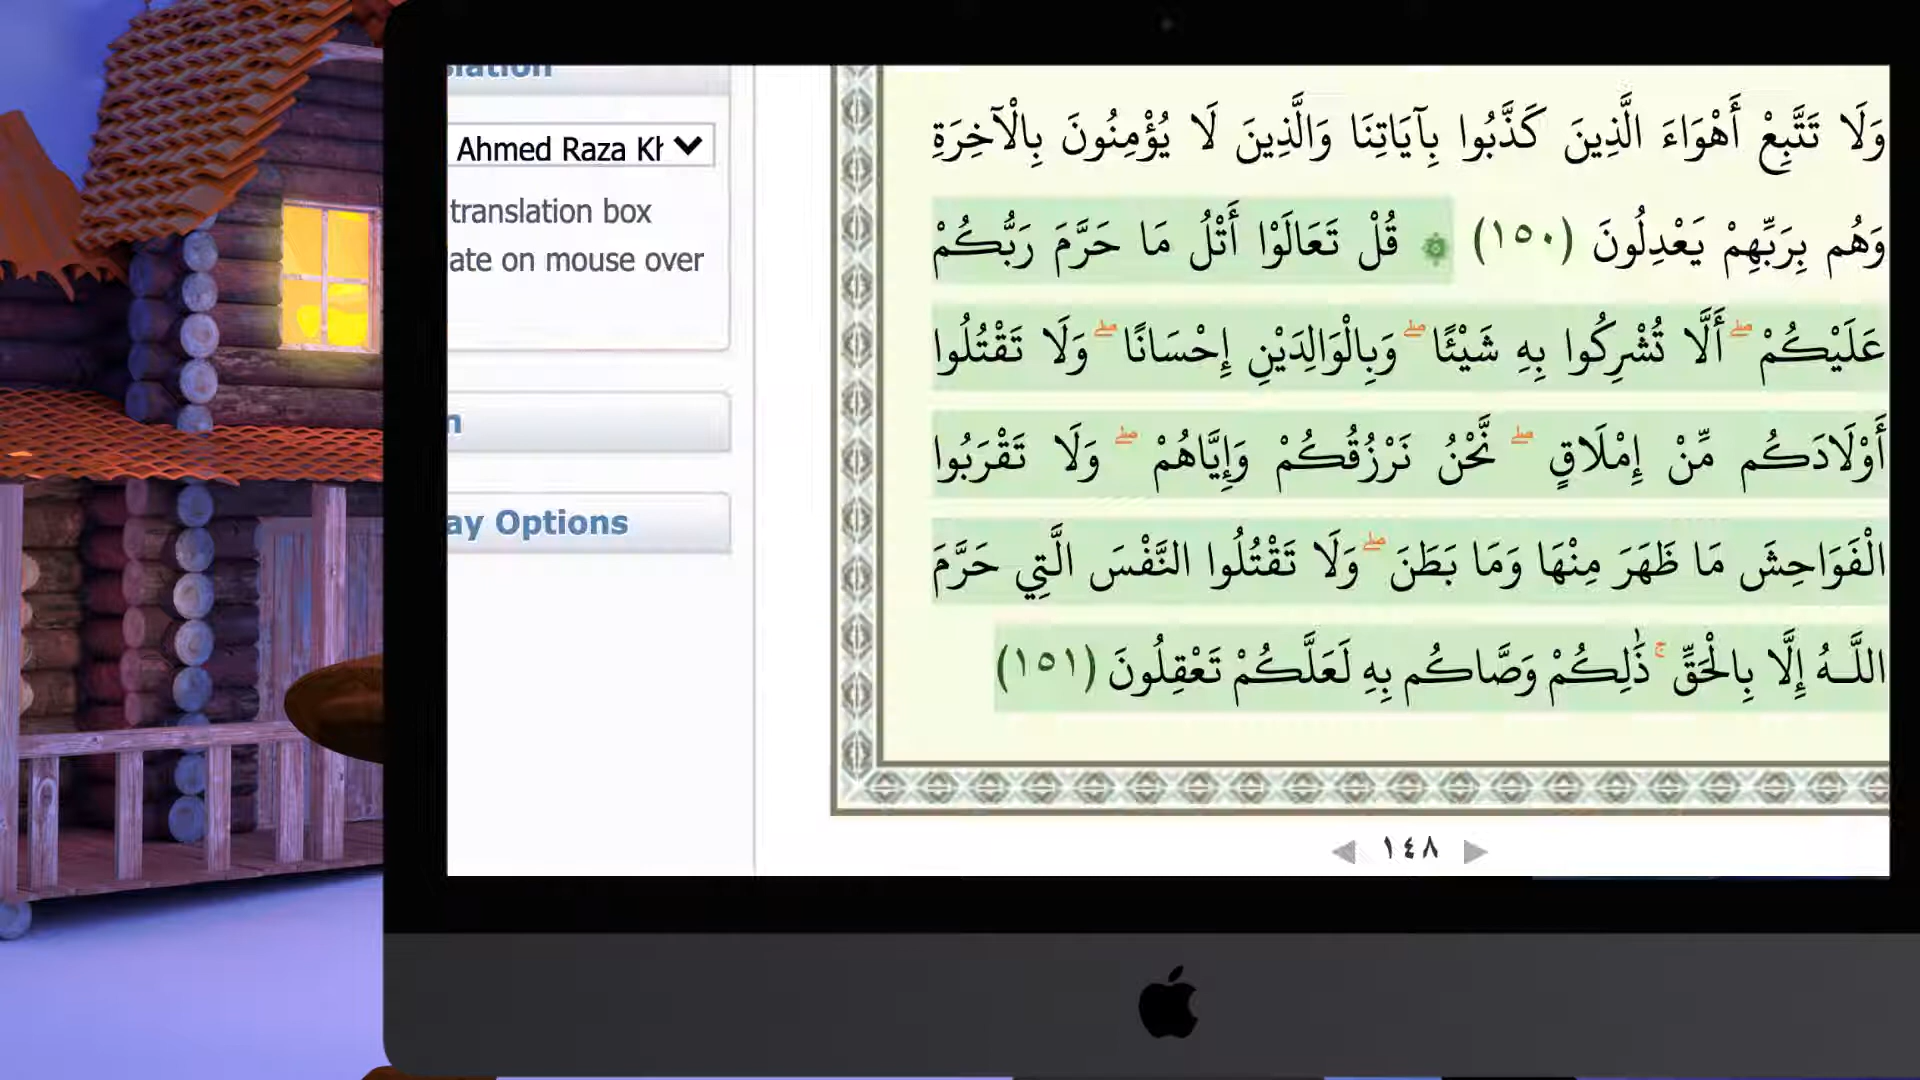 slation
Ahmed Raza Kh
translation box
ate on mouse over
n
ay Options
وَلَا تَتَّبِعْ أَهْوَاءَ الَّذِينَ كَذَّبُوا بِآيَاتِنَا وَالَّذِينَ لَا يُؤْمِنُونَ بِالْآخِرَةِ
وَهُم بِرَبِّهِمْ يَعْدِلُونَ ﴿١٥٠﴾ ۞ قُلْ تَعَالَوْا أَتْلُ مَا حَرَّمَ رَبُّكُمْ
عَلَيْكُمْ ۖ أَلَّا تُشْرِكُوا بِهِ شَيْئًا ۖ وَبِالْوَالِدَيْنِ إِحْسَانًا ۖ وَلَا تَقْتُلُوا
أَوْلَادَكُم مِّنْ إِمْلَاقٍ ۖ نَّحْنُ نَرْزُقُكُمْ وَإِيَّاهُمْ ۖ وَلَا تَقْرَبُوا
الْفَوَاحِشَ مَا ظَهَرَ مِنْهَا وَمَا بَطَنَ ۖ وَلَا تَقْتُلُوا النَّفْسَ الَّتِي حَرَّمَ
اللَّـهُ إِلَّا بِالْحَقِّ ۚ ذَٰلِكُمْ وَصَّاكُم بِهِ لَعَلَّكُمْ تَعْقِلُونَ ﴿١٥١﴾
١٤٨